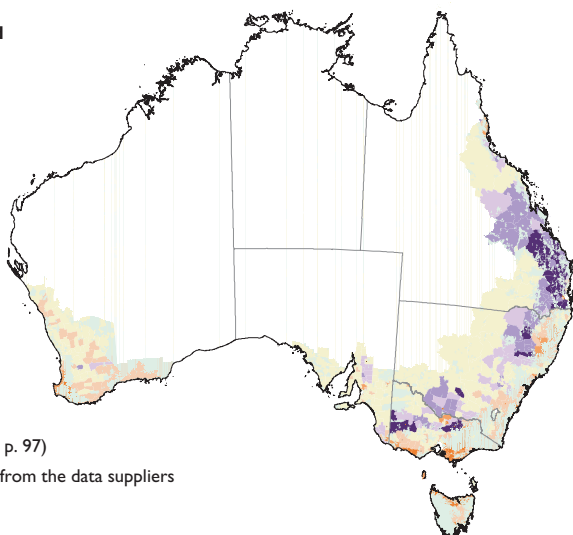 p. 97)
from the data suppliers